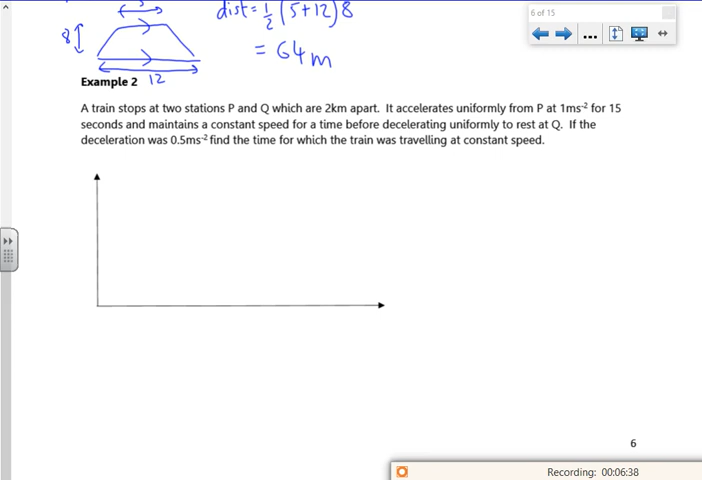 dist = 1/2 (5+12) 8
6 of 15
8
= 64m
...
12
Example 2
A train stops at two stations P and Q which are 2km apart. It accelerates uniformly from P at 1ms⁻² for 15
seconds and maintains a constant speed for a time before decelerating uniformly to rest at Q. If the
deceleration was 0.5ms⁻² find the time for which the train was travelling at constant speed.
6
Recording: 00:06:38